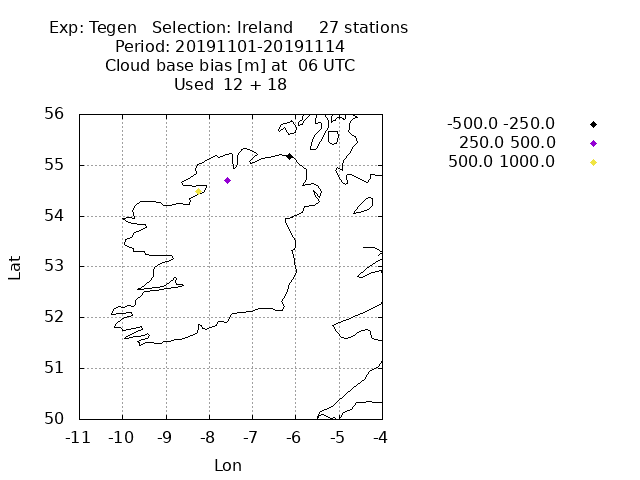 Exp: Tegen   Selection: Ireland     27 stations
Period: 20191101-20191114
Cloud base bias [m] at  06 UTC
Used  12 + 18
-500.0 -250.0
250.0 500.0
500.0 1000.0
56
55
54
53
52
51
50
Lat
-11 -10 -9 -8 -7 -6 -5 -4
Lon